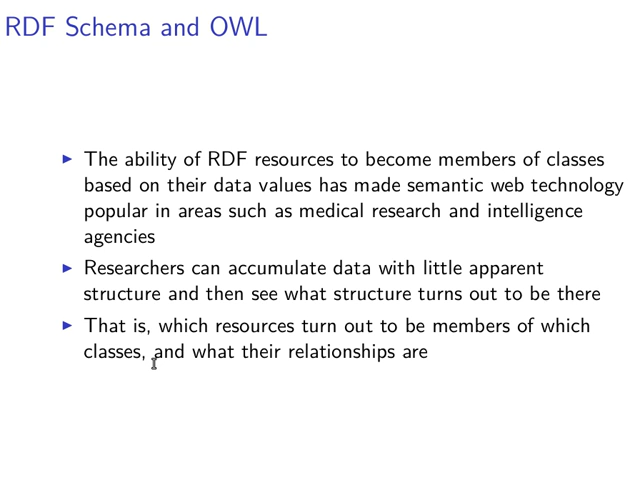 RDF Schema and OWL
The ability of RDF resources to become members of classes
based on their data values has made semantic web technology
popular in areas such as medical research and intelligence
agencies
Researchers can accumulate data with little apparent
structure and then see what structure turns out to be there
That is, which resources turn out to be members of which
classes, and what their relationships are